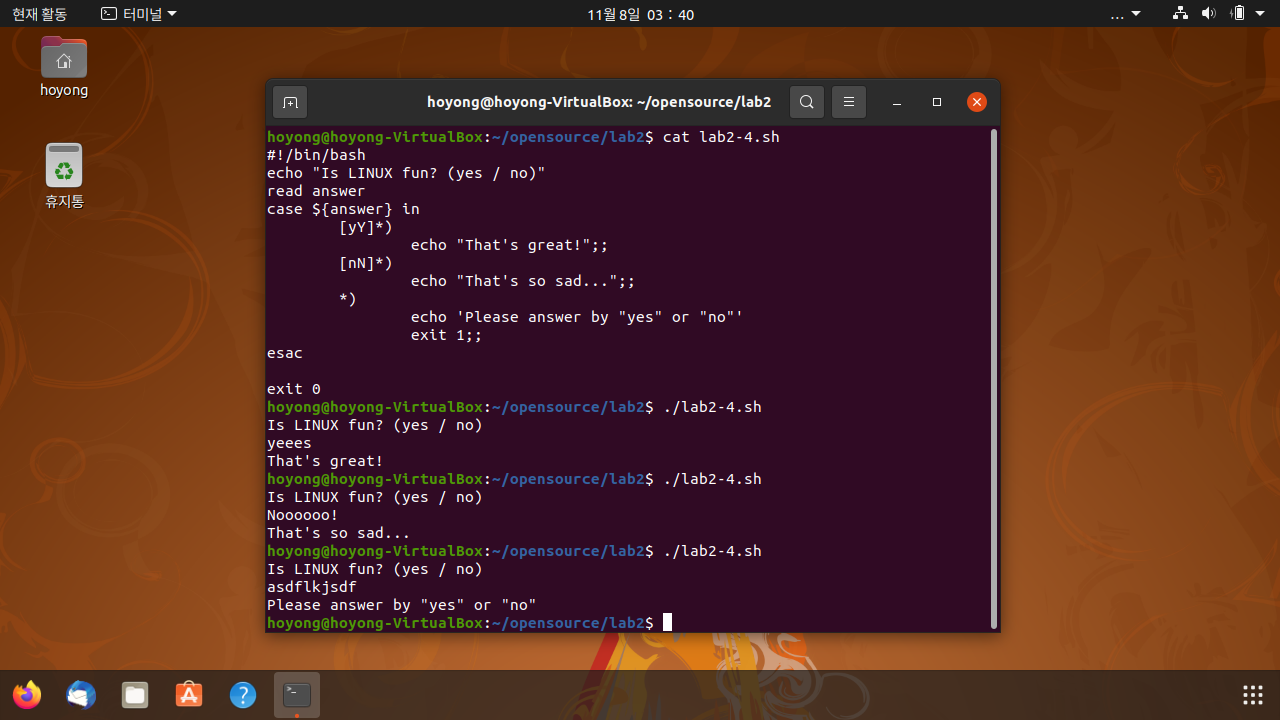 현재 활동 터미널 11월 8일 03 : 40 ...
hoyong
휴지통
hoyong@hoyong-VirtualBox: ~/opensource/lab2
hoyong@hoyong-VirtualBox:~/opensource/lab2$ cat lab2-4.sh
#!/bin/bash
echo "Is LINUX fun? (yes / no)"
read answer
case ${answer} in
        [yY]*)
                echo "That's great!";;
        [nN]*)
                echo "That's so sad...";;
        *)
                echo 'Please answer by "yes" or "no"'
                exit 1;;
esac

exit 0
hoyong@hoyong-VirtualBox:~/opensource/lab2$ ./lab2-4.sh
Is LINUX fun? (yes / no)
yeees
That's great!
hoyong@hoyong-VirtualBox:~/opensource/lab2$ ./lab2-4.sh
Is LINUX fun? (yes / no)
Noooooo!
That's so sad...
hoyong@hoyong-VirtualBox:~/opensource/lab2$ ./lab2-4.sh
Is LINUX fun? (yes / no)
asdflkjsdf
Please answer by "yes" or "no"
hoyong@hoyong-VirtualBox:~/opensource/lab2$